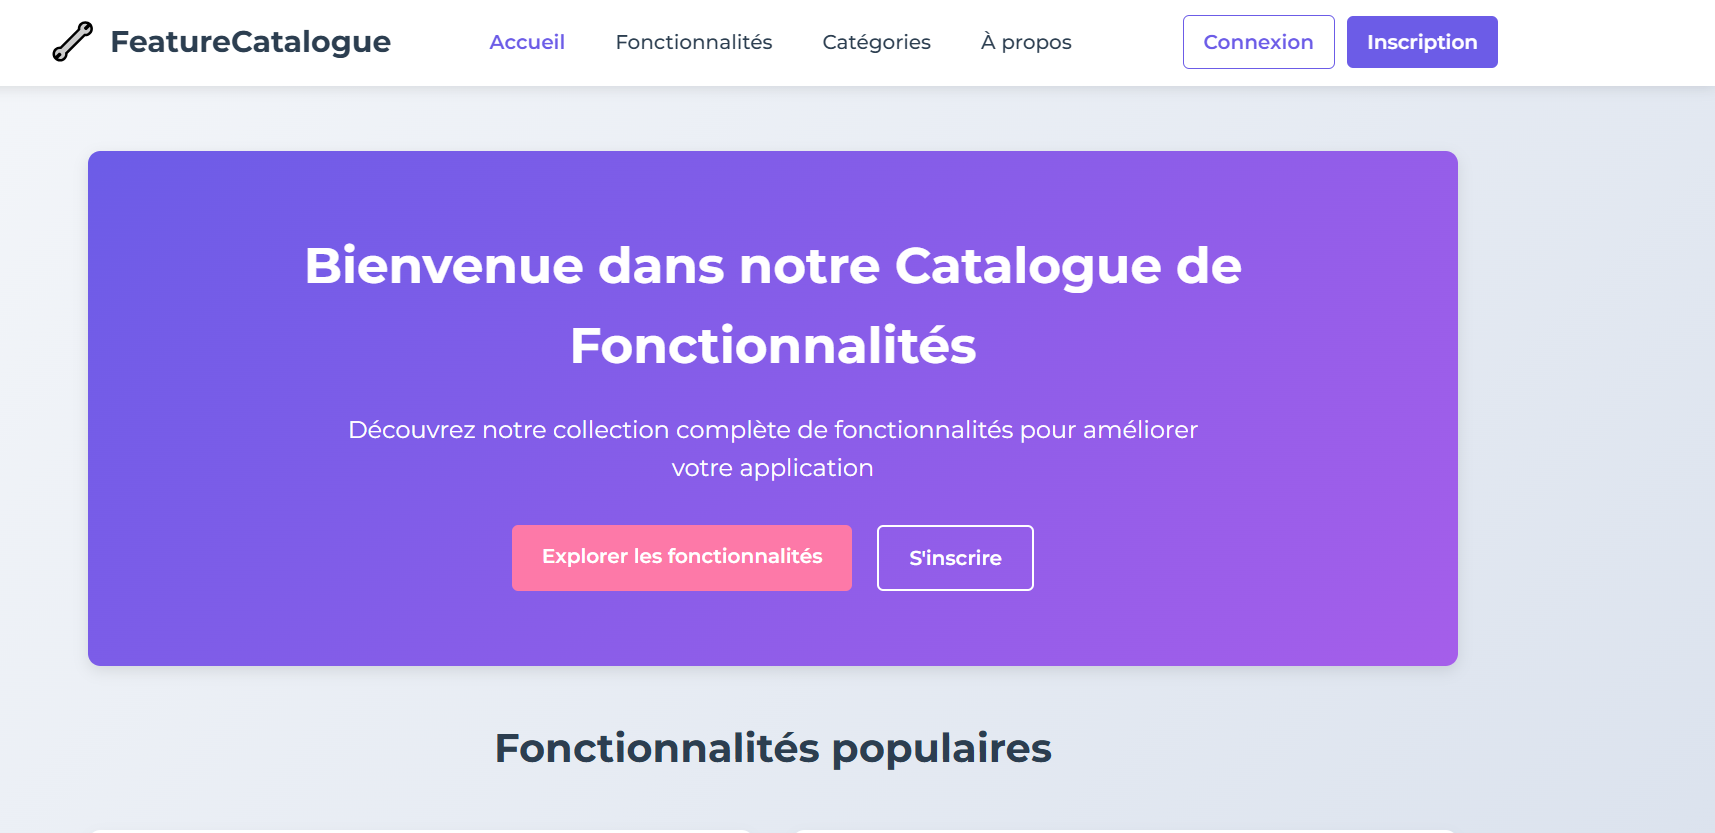 FeatureCatalogue
Accueil
Fonctionnalités
Catégories
À propos
Connexion
Inscription
Bienvenue dans notre Catalogue de
Fonctionnalités
Découvrez notre collection complète de fonctionnalités pour améliorer
votre application
Explorer les fonctionnalités
S'inscrire
Fonctionnalités populaires